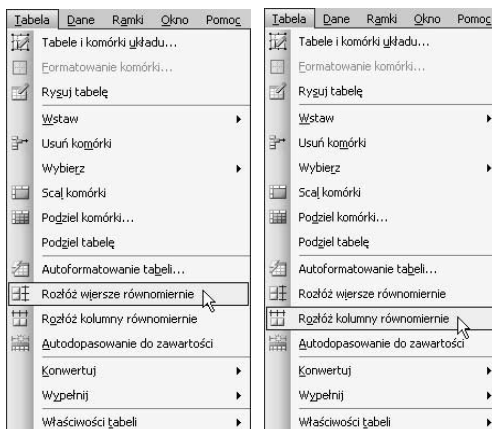 Tabela Dane Ramki Okno Pomoc
Tabele i komórki układu...
Formatowanie komórki...
Rysuj tabelę
Wstaw
Usuń komórki
Wybierz
Scal komórki
Podziel komórki...
Podziel tabelę
Autoformatowanie tabeli...
Rozłóż wiersze równomiernie
Rozłóż kolumny równomiernie
Autodopasowanie do zawartości
Konwertuj
Wypełnij
Właściwości tabeli
Tabela Dane Ramki Okno Pomoc
Tabele i komórki układu...
Formatowanie komórki...
Rysuj tabelę
Wstaw
Usuń komórki
Wybierz
Scal komórki
Podziel komórki...
Podziel tabelę
Autoformatowanie tabeli...
Rozłóż wiersze równomiernie
Rozłóż kolumny równomiernie
Autodopasowanie do zawartości
Konwertuj
Wypełnij
Właściwości tabeli